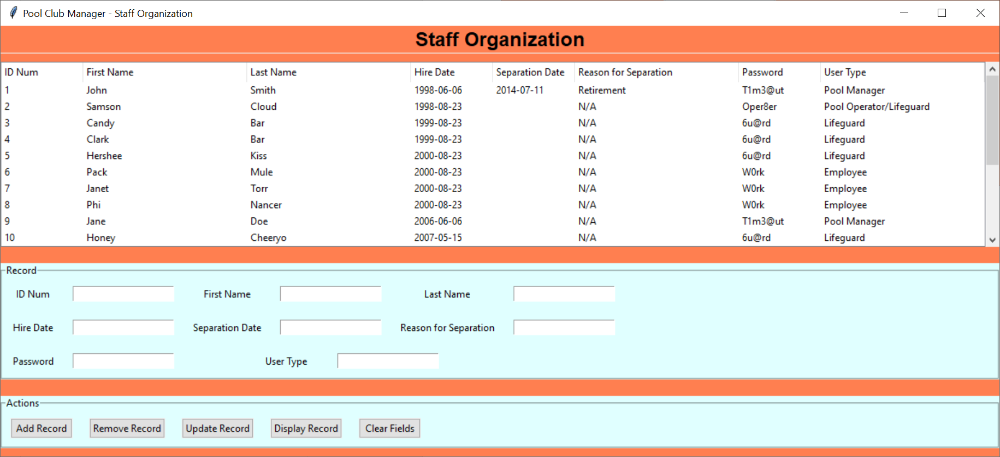 Pool Club Manager - Staff Organization
Staff Organization
ID Num First Name Last Name Hire Date Separation Date Reason for Separation Password User Type
1 John Smith 1998-06-06 2014-07-11 Retirement T1m3@ut Pool Manager
2 Samson Cloud 1998-08-23 N/A Oper8er Pool Operator/Lifeguard
3 Candy Bar 1999-08-23 N/A 6u@rd Lifeguard
4 Clark Bar 1999-08-23 N/A 6u@rd Lifeguard
5 Hershee Kiss 2000-08-23 N/A 6u@rd Lifeguard
6 Pack Mule 2000-08-23 N/A W0rk Employee
7 Janet Torr 2000-08-23 N/A W0rk Employee
8 Phi Nancer 2000-08-23 N/A W0rk Employee
9 Jane Doe 2006-06-06 N/A T1m3@ut Pool Manager
10 Honey Cheeryo 2007-05-15 N/A 6u@rd Lifeguard
Record
ID Num First Name Last Name
Hire Date Separation Date Reason for Separation
Password User Type
Actions
Add Record Remove Record Update Record Display Record Clear Fields